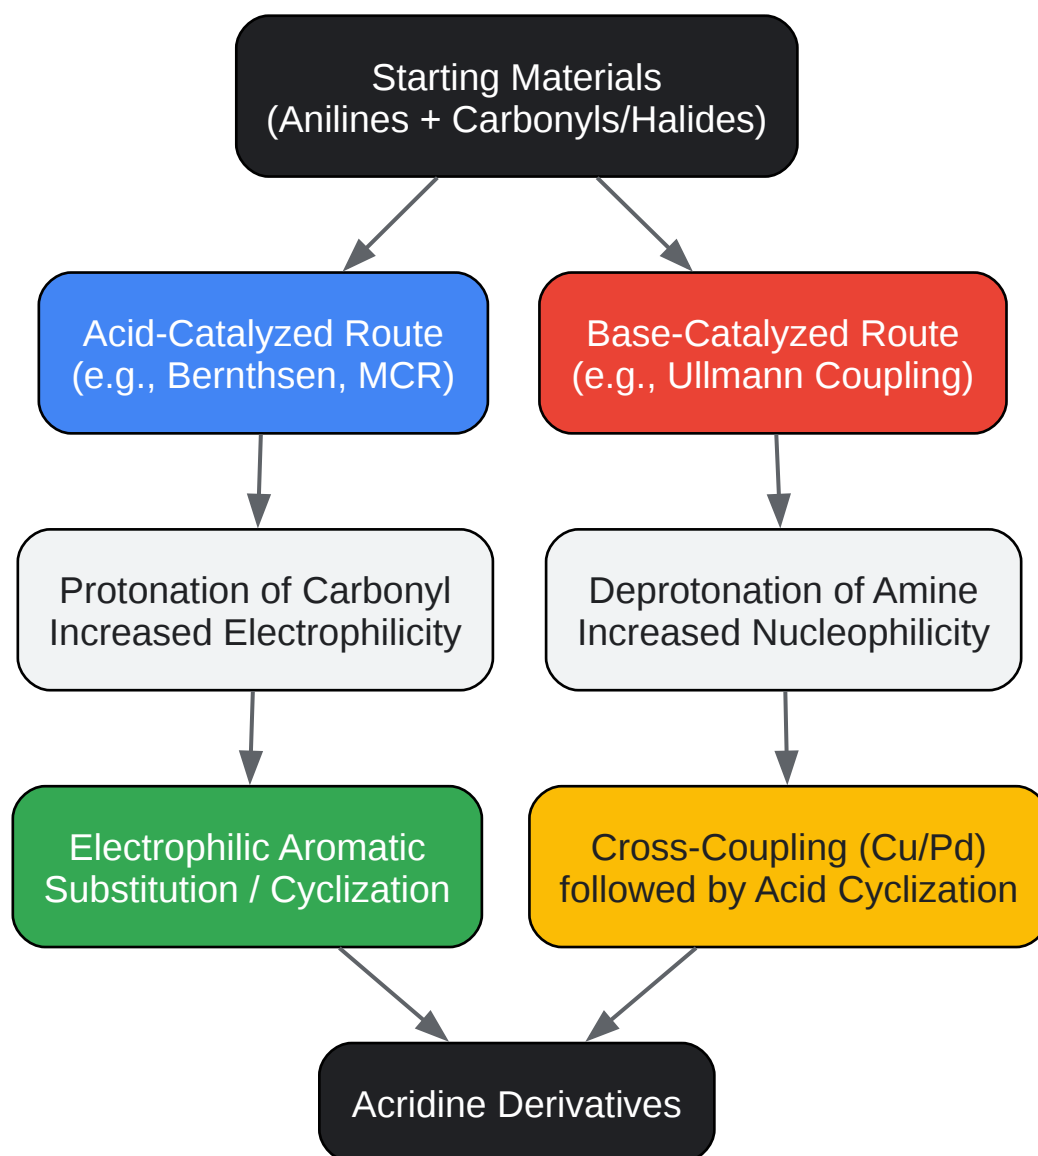 Starting Materials
(Anilines + Carbonyls/Halides)
Acid-Catalyzed Route
(e.g., Bernthsen, MCR)
Base-Catalyzed Route
(e.g., Ullmann Coupling)
Protonation of Carbonyl
Increased Electrophilicity
Deprotonation of Amine
Increased Nucleophilicity
Electrophilic Aromatic
Substitution / Cyclization
Cross-Coupling (Cu/Pd)
followed by Acid Cyclization
Acridine Derivatives